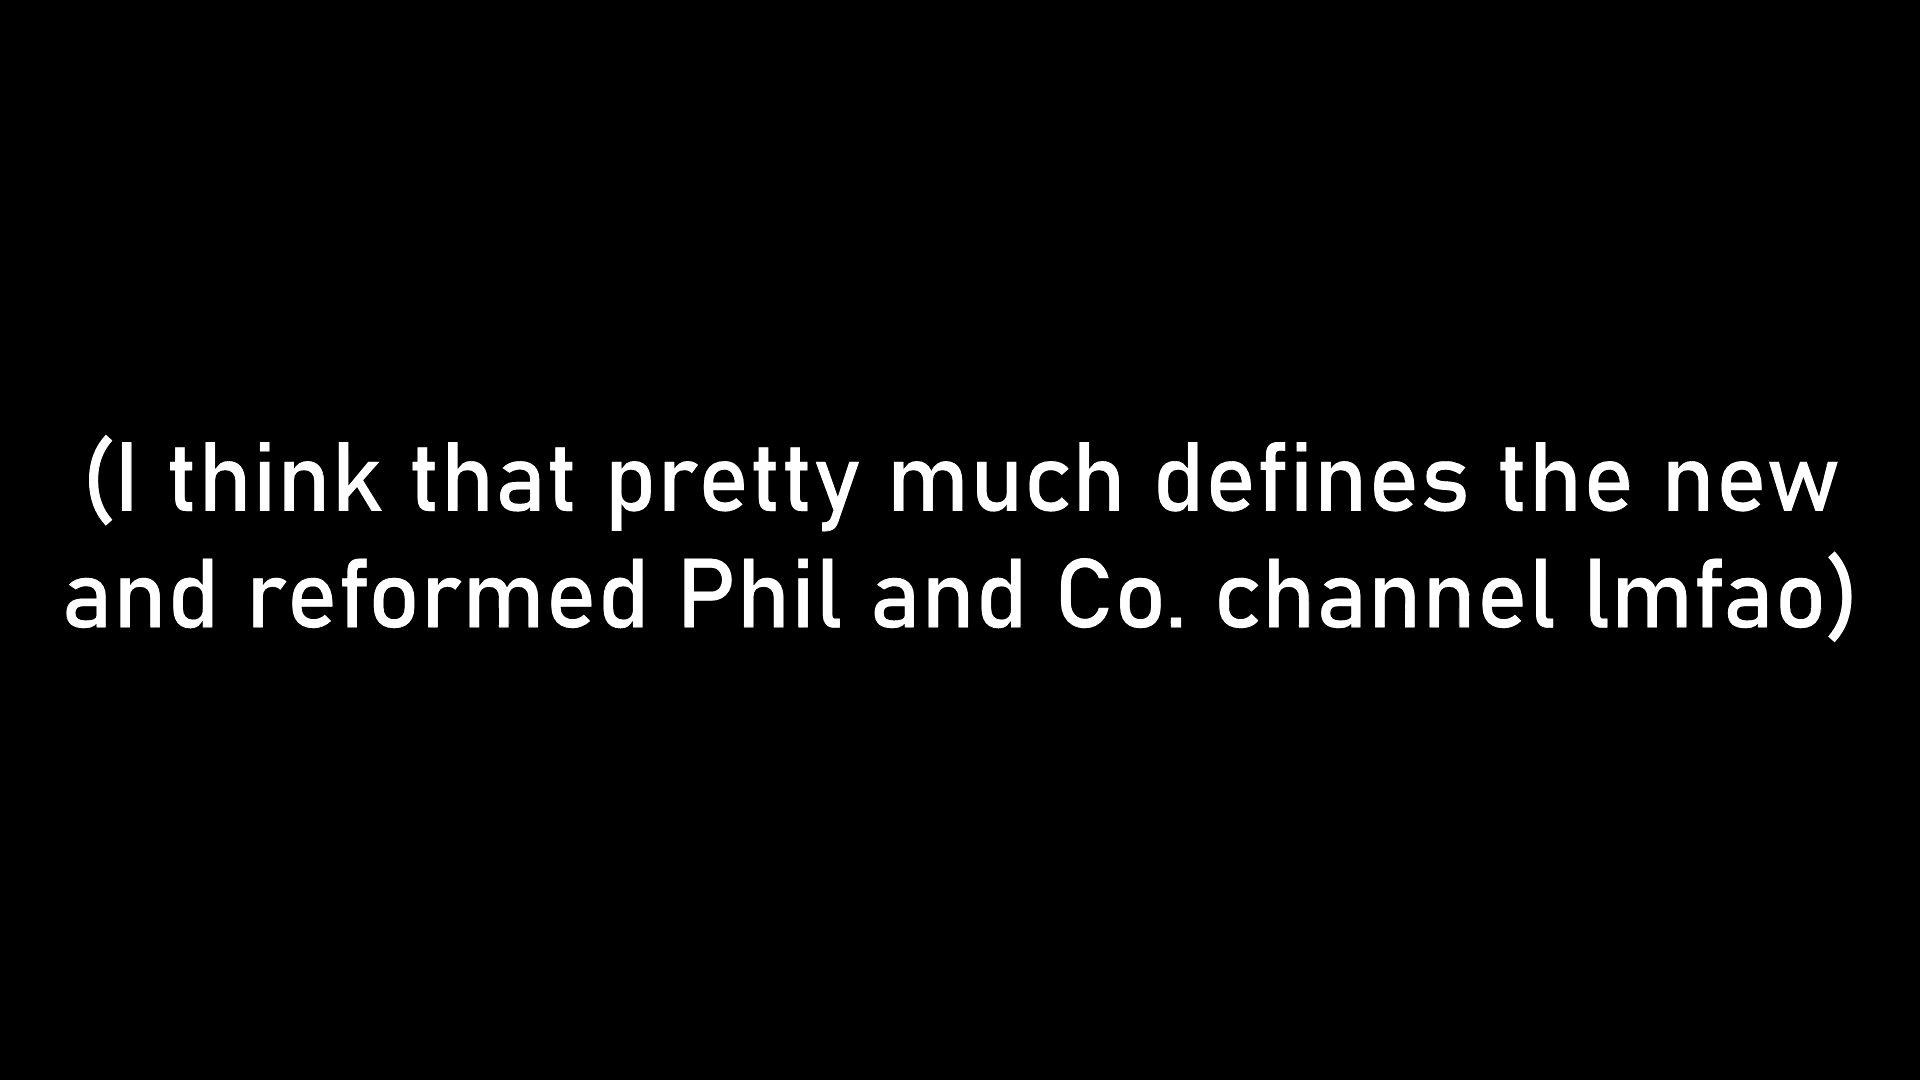 (I think that pretty much defines the new
and reformed Phil and Co. channel lmfao)